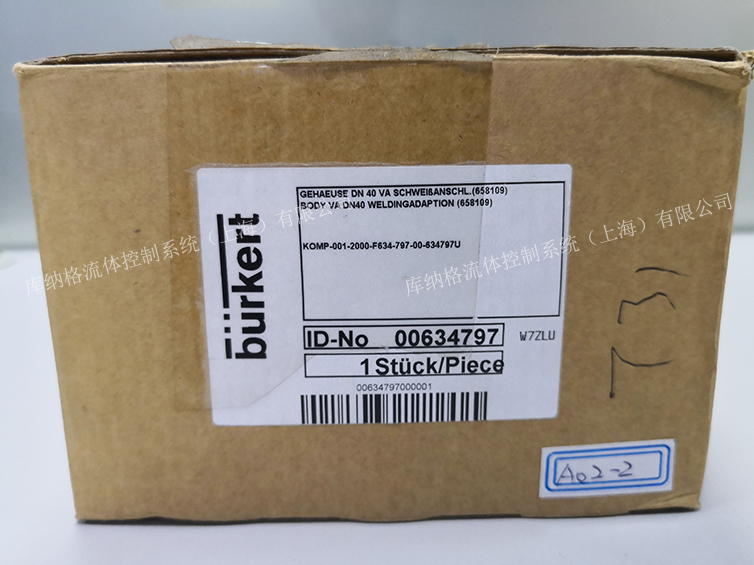 bürkert
GEHAEUSE DN 40 VA SCHWEIßANSCHL.(658109)
BODY VA DN40 WELDINGADAPTION (658109)
KOMP-001-2000-F634-797-00-634797U
ID-No 00634797
W7ZLU
1 Stück/Piece
00634797000001
T31
A02-2
库纳格流体控制系统（上海）有限公司
库纳格流体控制系统（上海）有限公司